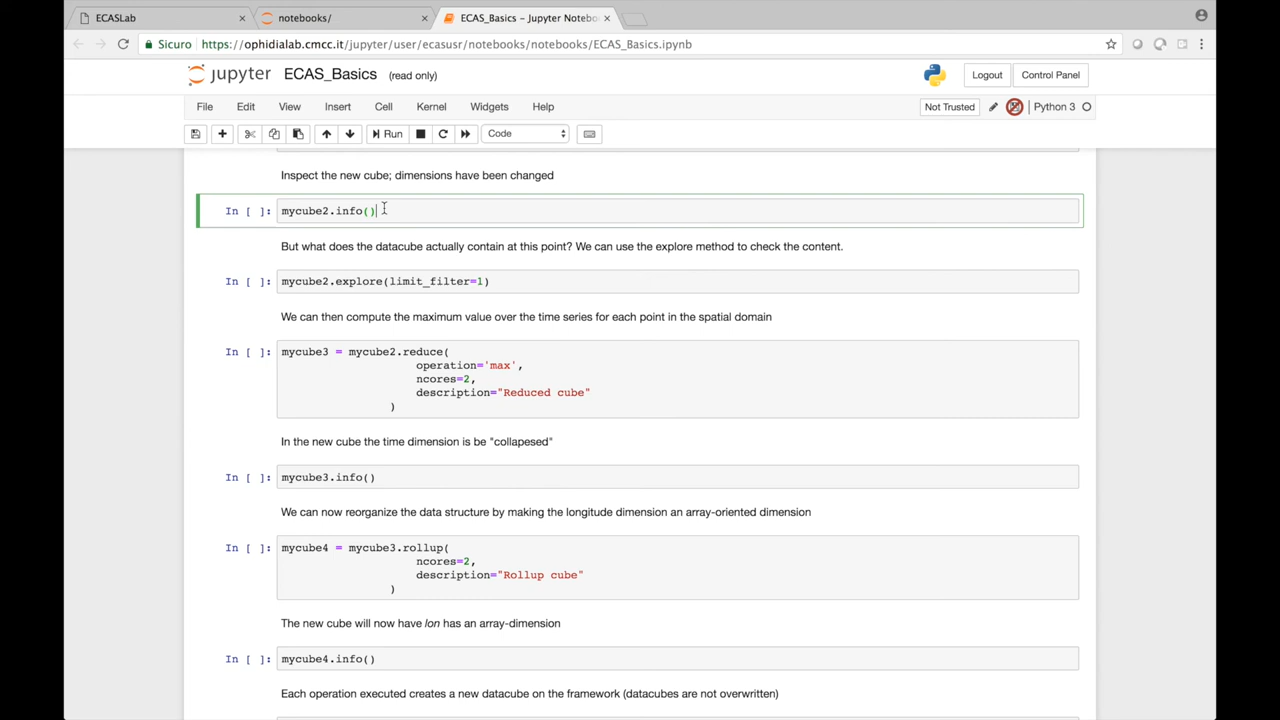 ECASLab
notebooks/
ECAS_Basics - Jupyter Notebo
Sicuro
https://ophidialab.cmcc.it/jupyter/user/ecasusr/notebooks/notebooks/ECAS_Basics.ipynb
jupyter
ECAS_Basics
(read only)
Logout
Control Panel
File
Edit
View
Insert
Cell
Kernel
Widgets
Help
Not Trusted
Python 3
Run
Code
Inspect the new cube; dimensions have been changed
In [ ]:
mycube2.info()
But what does the datacube actually contain at this point? We can use the explore method to check the content.
In [ ]:
mycube2.explore(limit_filter=1)
We can then compute the maximum value over the time series for each point in the spatial domain
In [ ]:
mycube3 = mycube2.reduce(
operation='max',
ncores=2,
description="Reduced cube"
)
In the new cube the time dimension is be "collapesed"
In [ ]:
mycube3.info()
We can now reorganize the data structure by making the longitude dimension an array-oriented dimension
In [ ]:
mycube4 = mycube3.rollup(
ncores=2,
description="Rollup cube"
)
The new cube will now have lon has an array-dimension
In [ ]:
mycube4.info()
Each operation executed creates a new datacube on the framework (datacubes are not overwritten)